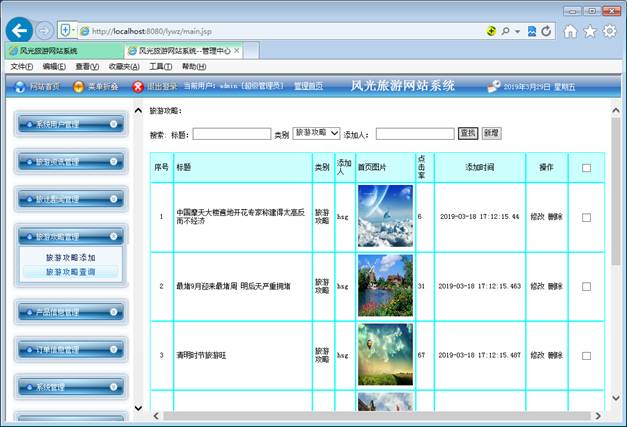 http://localhost:8080/lywz/main.jsp
风光旅游网站系统
风光旅游网站系统--管理中心
文件(F) 编辑(E) 查看(V) 收藏夹(A) 工具(T) 帮助(H)
网站首页 菜单折叠 退出登录 当前用户：admin [超级管理员] 管理首页 风光旅游网站系统 2019年3月29日 星期五
系统用户管理
旅游资讯管理
旅游攻略管理
旅游攻略添加
旅游攻略查询
产品信息管理
订单信息管理
系统管理
旅游攻略：
搜索: 标题： 类别 旅游攻略 添加人： 查找 新增
序号 标题 类别 添加人 首页图片 点击率 添加时间 操作
1 中国摩天大楼遍地开花专家称建得太高反而不经济 旅游攻略 hsg 6 2019-03-18 17:12:15.44 修改 删除
2 最堵9月迎来最堵周 明后天严重拥堵 旅游攻略 hsg 31 2019-03-18 17:12:15.463 修改 删除
3 清明时节旅游旺 旅游攻略 hsg 67 2019-03-18 17:12:15.487 修改 删除